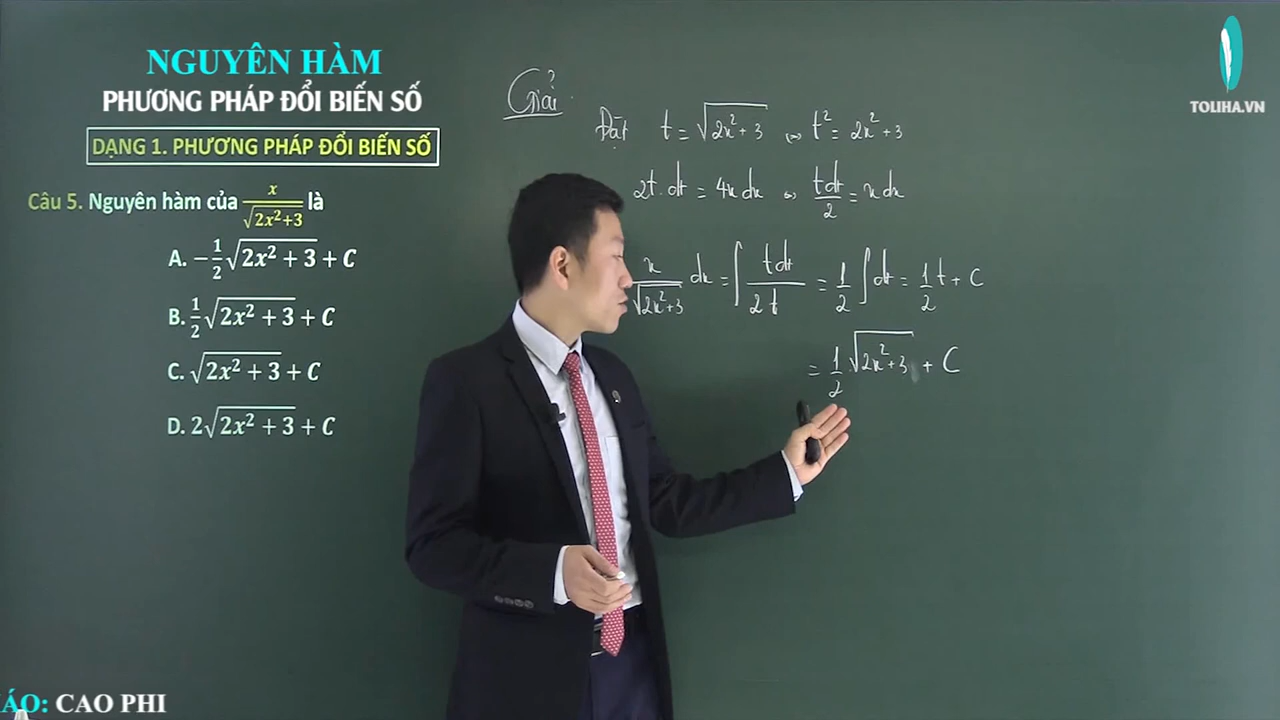 NGUYÊN HÀM
PHƯƠNG PHÁP ĐỔI BIẾN SỐ
DẠNG 1. PHƯƠNG PHÁP ĐỔI BIẾN SỐ
Câu 5. Nguyên hàm của x/√(2x²+3) là
A. −1/2 √(2x² + 3) + C
B. 1/2 √(2x² + 3) + C
C. √(2x² + 3) + C
D. 2√(2x² + 3) + C
Giải
Đặt t = √(2x² + 3) ⇔ t² = 2x² + 3
2t.dt = 4x dx ⇔ tdt/2 = x dx
x/√(2x²+3) dx = ∫ tdt/2t = 1/2 ∫ dt = 1/2 t + C
= 1/2 √(2x² + 3) + C
TOLIHA.VN
ÁO: CAO PHI